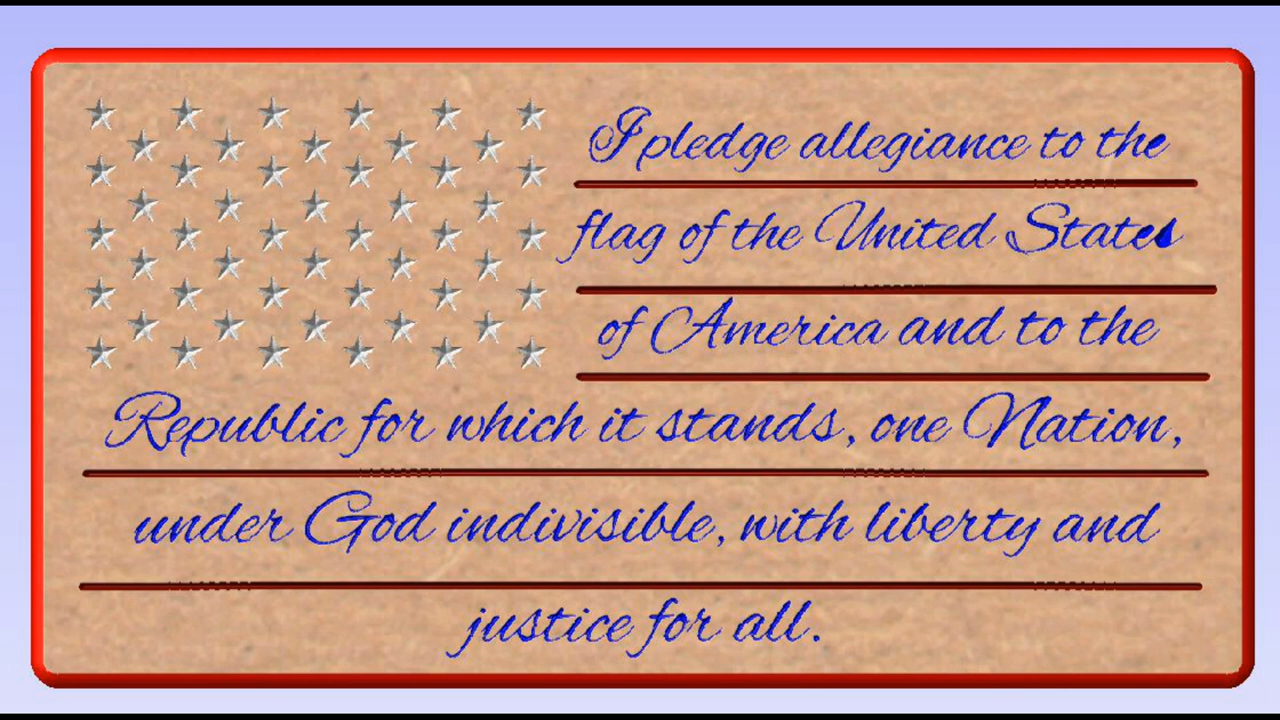 I pledge allegiance to the
flag of the United States
of America and to the
Republic for which it stands, one Nation,
under God indivisible, with liberty and
justice for all.